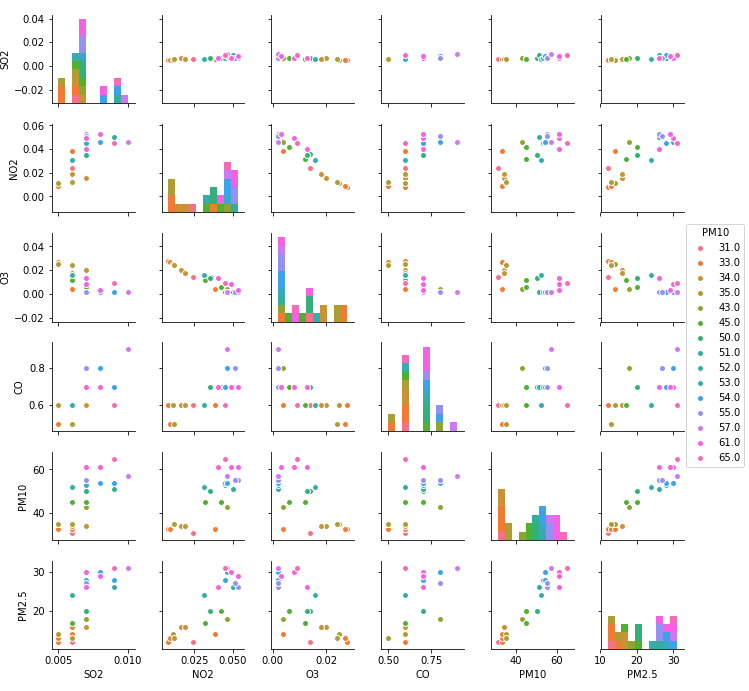 0.04
0.02
0.00
−0.02
SO2
0.06
0.04
0.02
0.00
NO2
0.04
0.02
0.00
−0.02
O3
0.8
0.6
CO
60
40
PM10
30
20
PM2.5
0.005 0.010
SO2
0.025 0.050
NO2
0.00 0.02
O3
0.50 0.75
CO
40 60
PM10
10 20 30
PM2.5
PM10
31.0
33.0
34.0
35.0
43.0
45.0
50.0
51.0
52.0
53.0
54.0
55.0
57.0
61.0
65.0